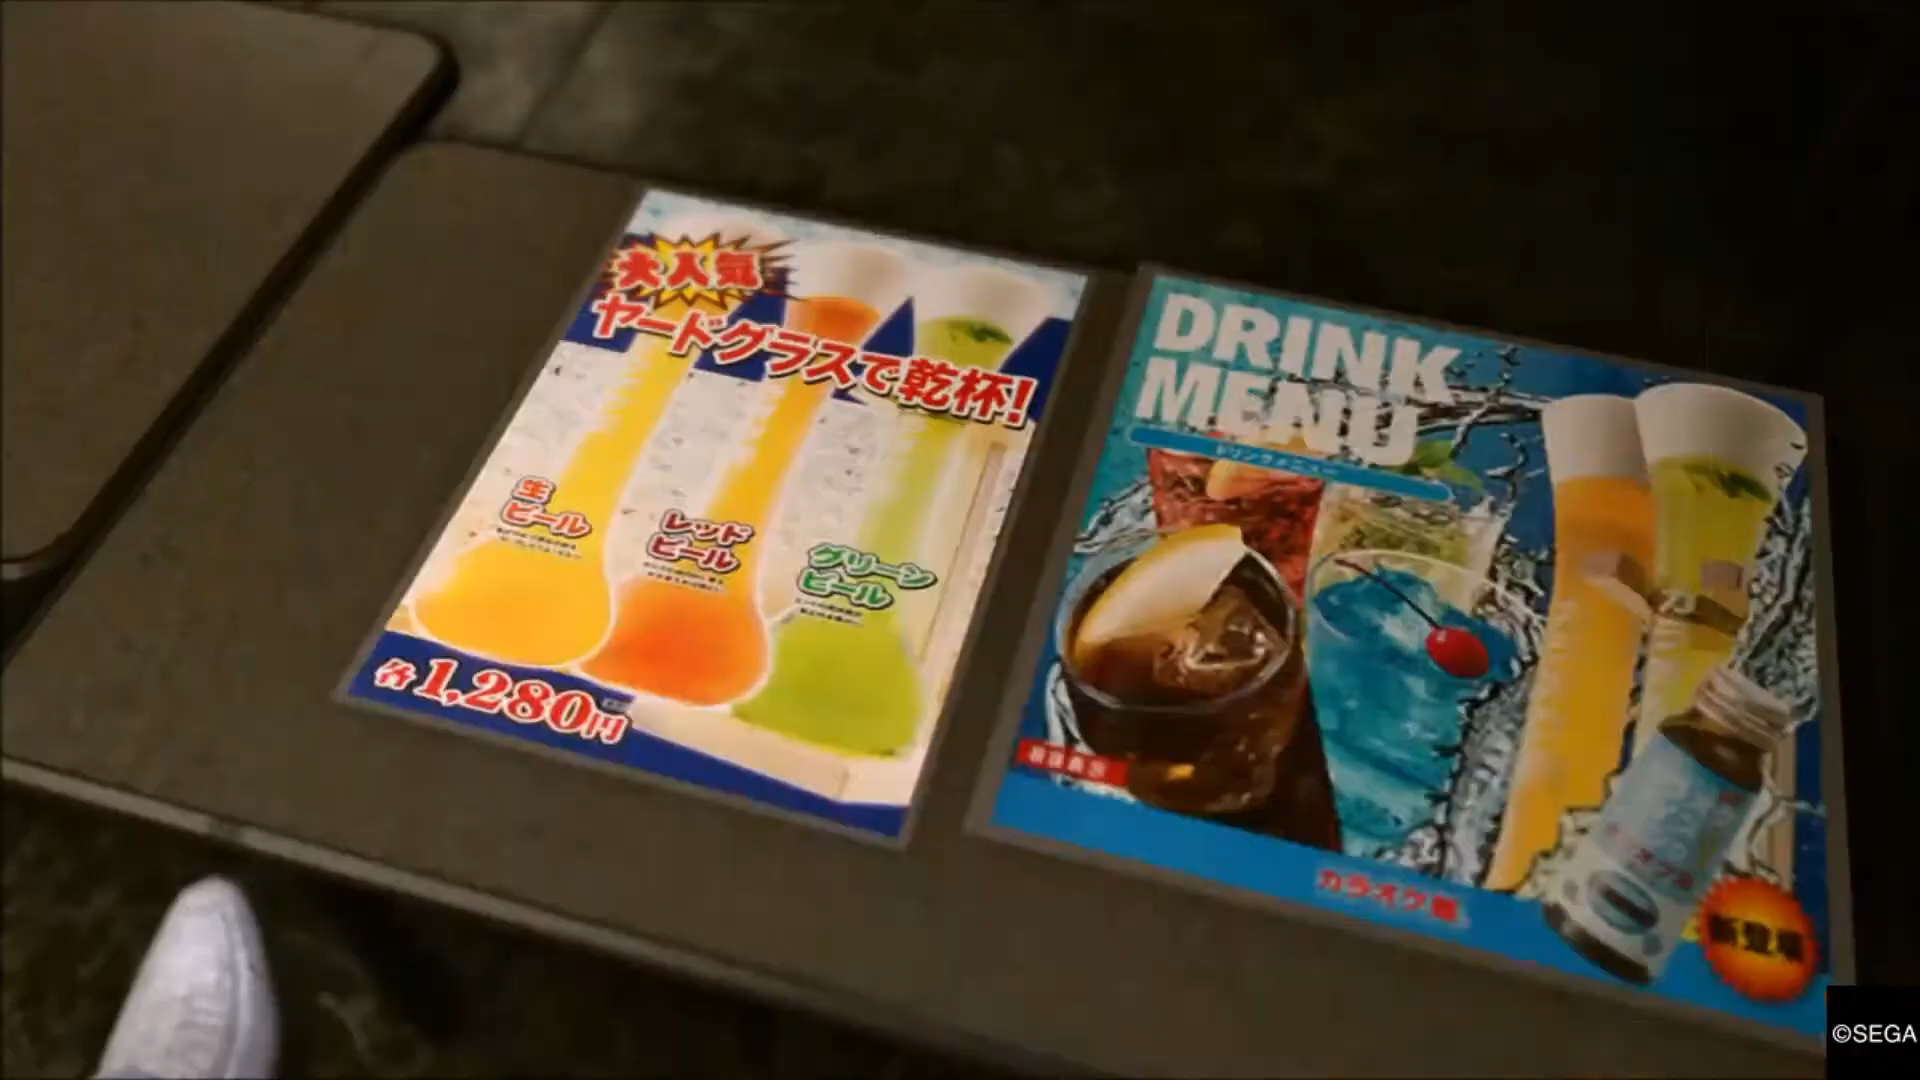 大人気
ヤードグラスで乾杯!
生
ビール
レッド
ビール
グリーン
ビール
各1,280円
DRINK
MENU
ドリンクメニュー
カラオケ館
新登場
©SEGA